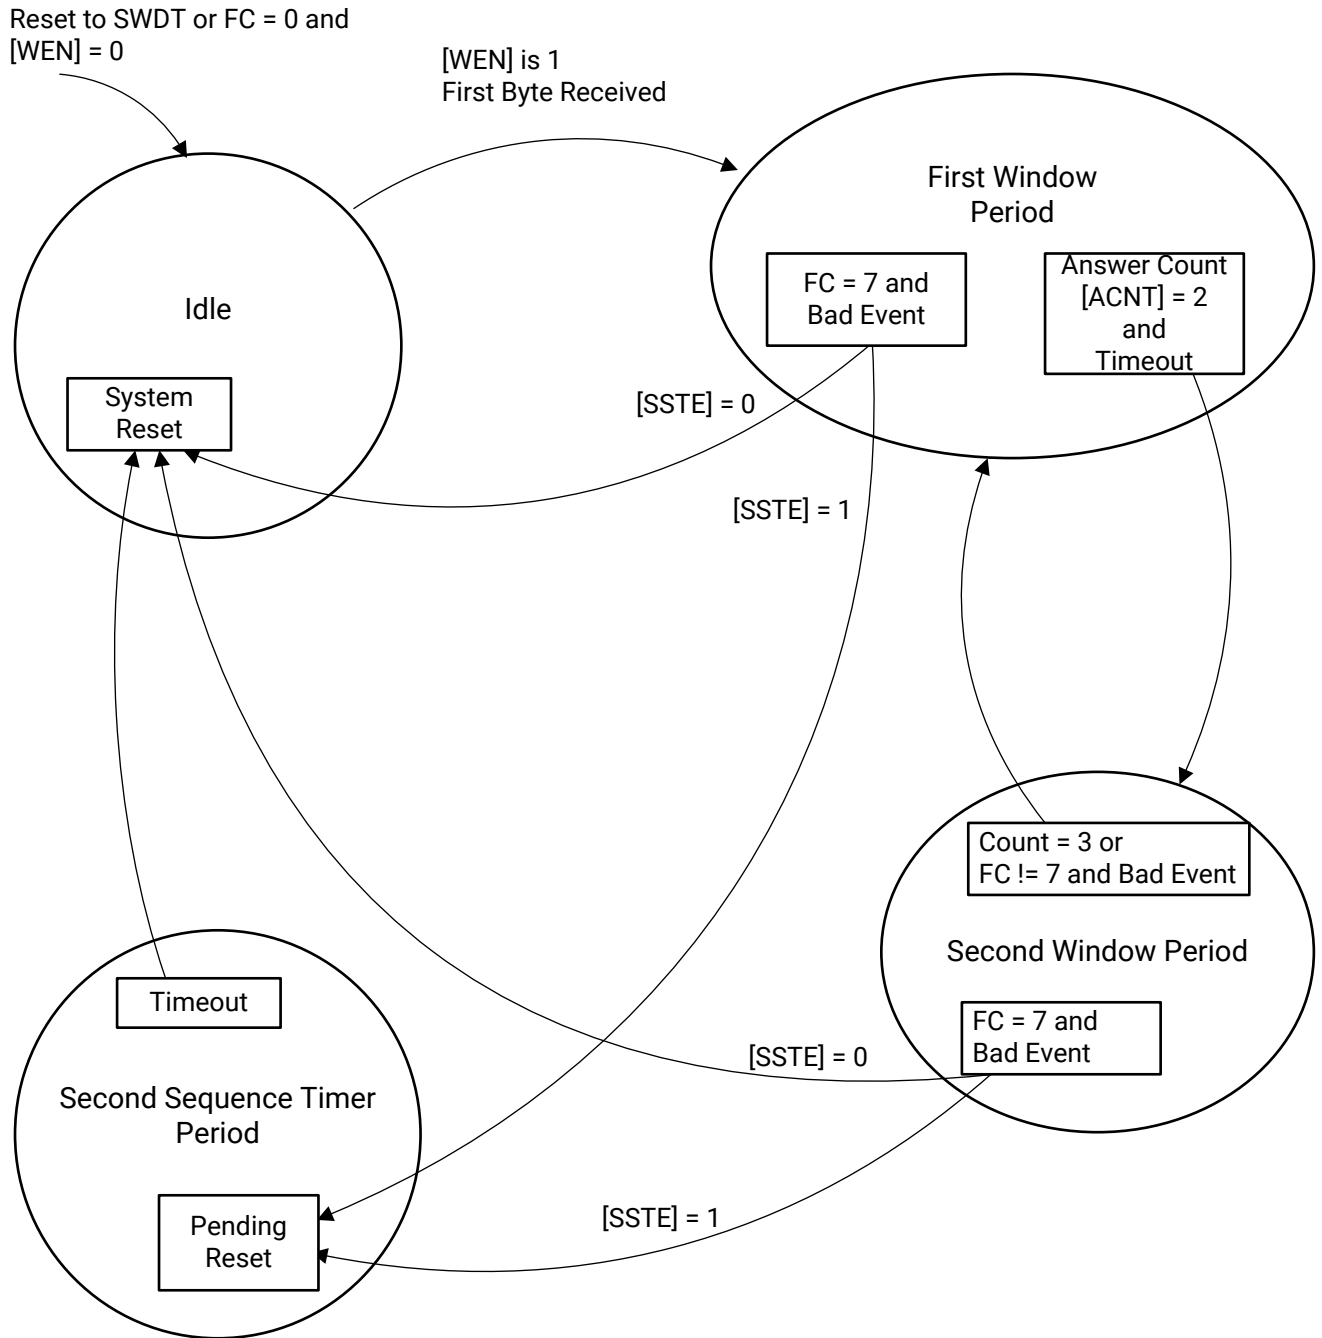 Reset to SWDT or FC = 0 and
[WEN] = 0
[WEN] is 1
First Byte Received
First Window
Period
FC = 7 and
Bad Event
Answer Count
[ACNT] = 2
and
Timeout
Idle
System
Reset
[SSTE] = 0
[SSTE] = 1
Count = 3 or
FC != 7 and Bad Event
Second Window Period
FC = 7 and
Bad Event
[SSTE] = 0
Timeout
Second Sequence Timer
Period
Pending
Reset
[SSTE] = 1